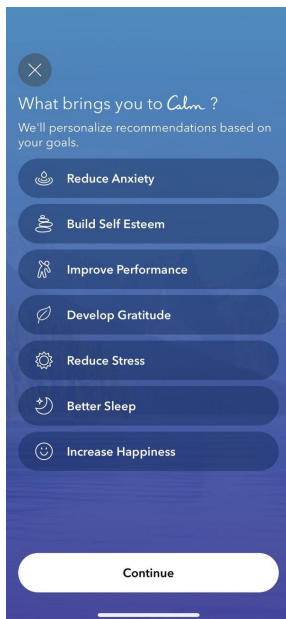 What brings you to Calm ?
We'll personalize recommendations based on
your goals.
Reduce Anxiety
Build Self Esteem
Improve Performance
Develop Gratitude
Reduce Stress
Better Sleep
Increase Happiness
Continue